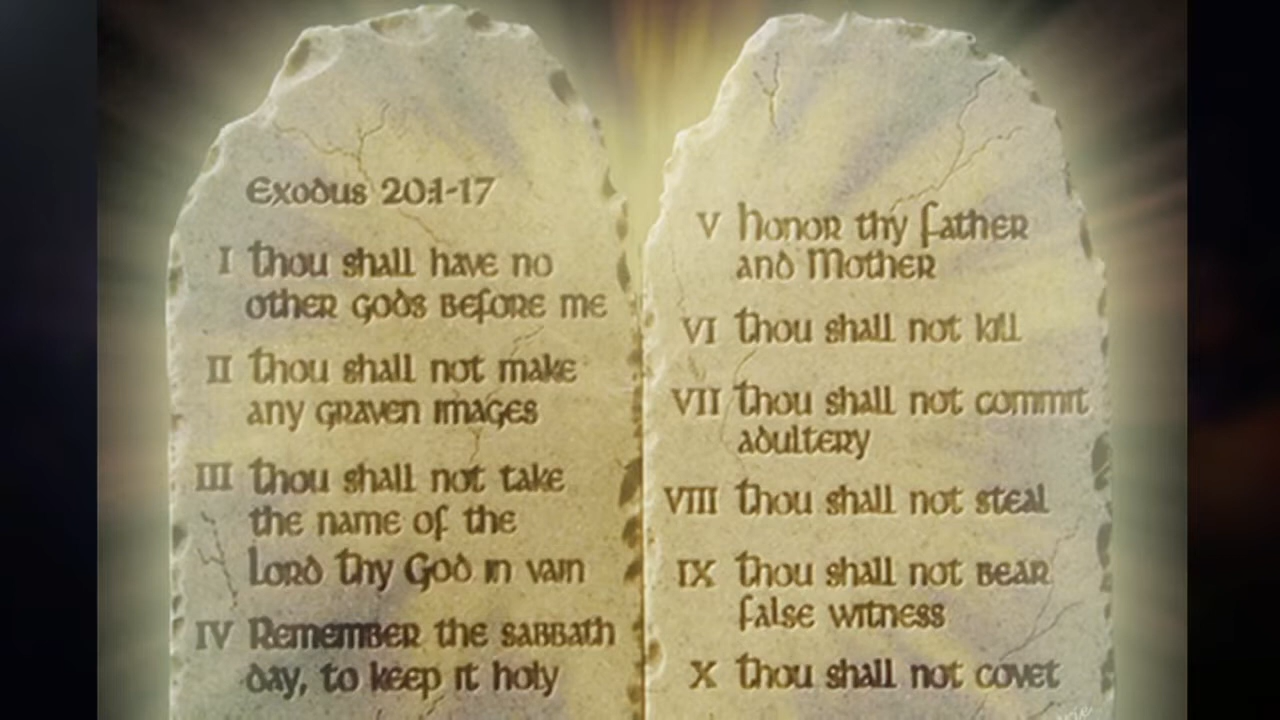 Exodus 20:1-17
I Thou shall have no
other gods before me
II Thou shall not make
any graven images
III Thou shall not take
the name of the
Lord thy God in vain
IV Remember the sabbath
day, to keep it holy
V Honor thy father
and Mother
VI Thou shall not kill
VII Thou shall not commit
adultery
VIII Thou shall not steal
IX Thou shall not bear
false witness
X Thou shall not covet